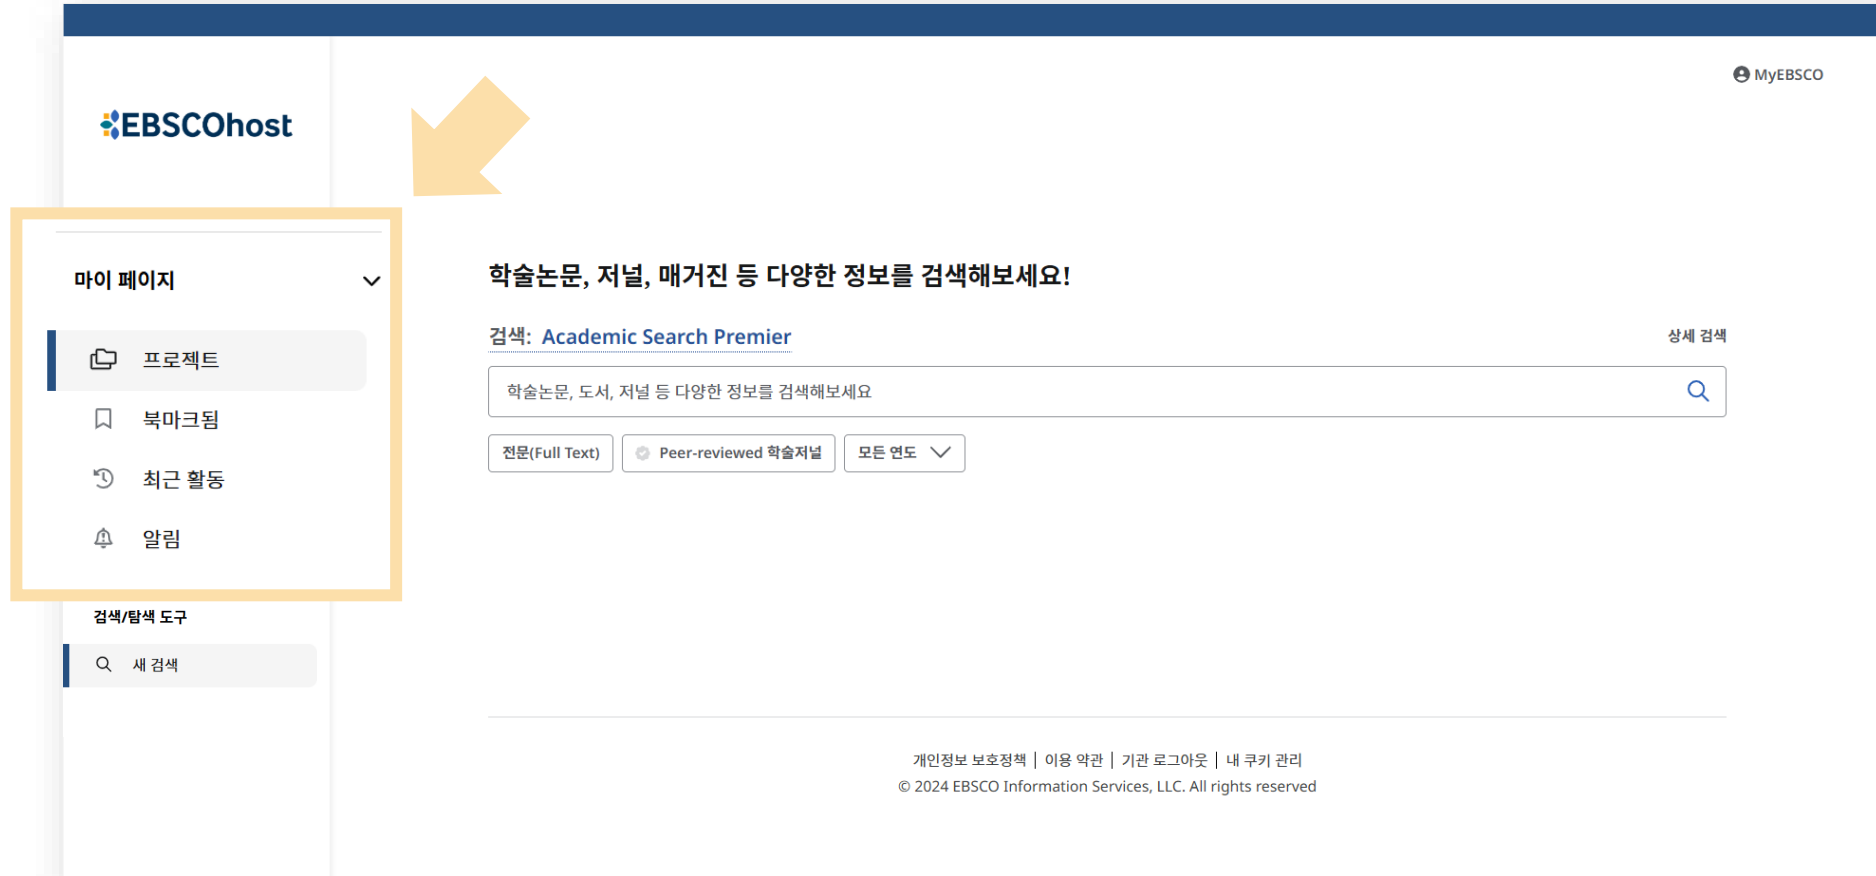 MyEBSCO
EBSCOhost
마이 페이지
프로젝트
북마크됨
최근 활동
알림
검색/탐색 도구
새 검색
학술논문, 저널, 매거진 등 다양한 정보를 검색해보세요!
검색: Academic Search Premier
상세 검색
학술논문, 도서, 저널 등 다양한 정보를 검색해보세요
전문(Full Text) Peer-reviewed 학술저널 모든 연도
개인정보 보호정책 | 이용 약관 | 기관 로그아웃 | 내 쿠키 관리
© 2024 EBSCO Information Services, LLC. All rights reserved